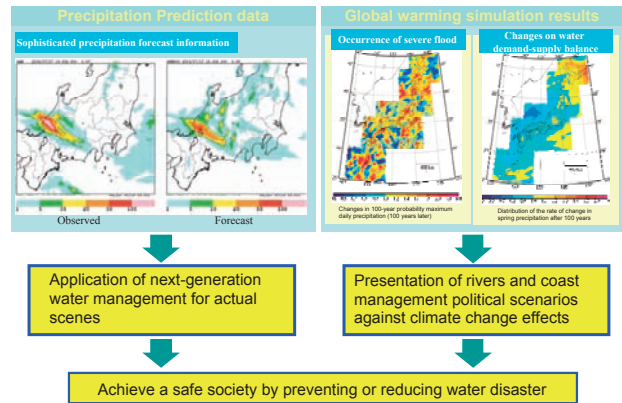 Precipitation Prediction data
Sophisticated precipitation forecast information
Observed
Forecast
Global warming simulation results
Occurrence of severe flood
Changes on water
demand-supply balance
Changes in 100-year probability maximum
daily precipitation (100 years later)
Distribution of the rate of change in
spring precipitation after 100 years
Application of next-generation
water management for actual
scenes
Presentation of rivers and coast
management political scenarios
against climate change effects
Achieve a safe society by preventing or reducing water disaster